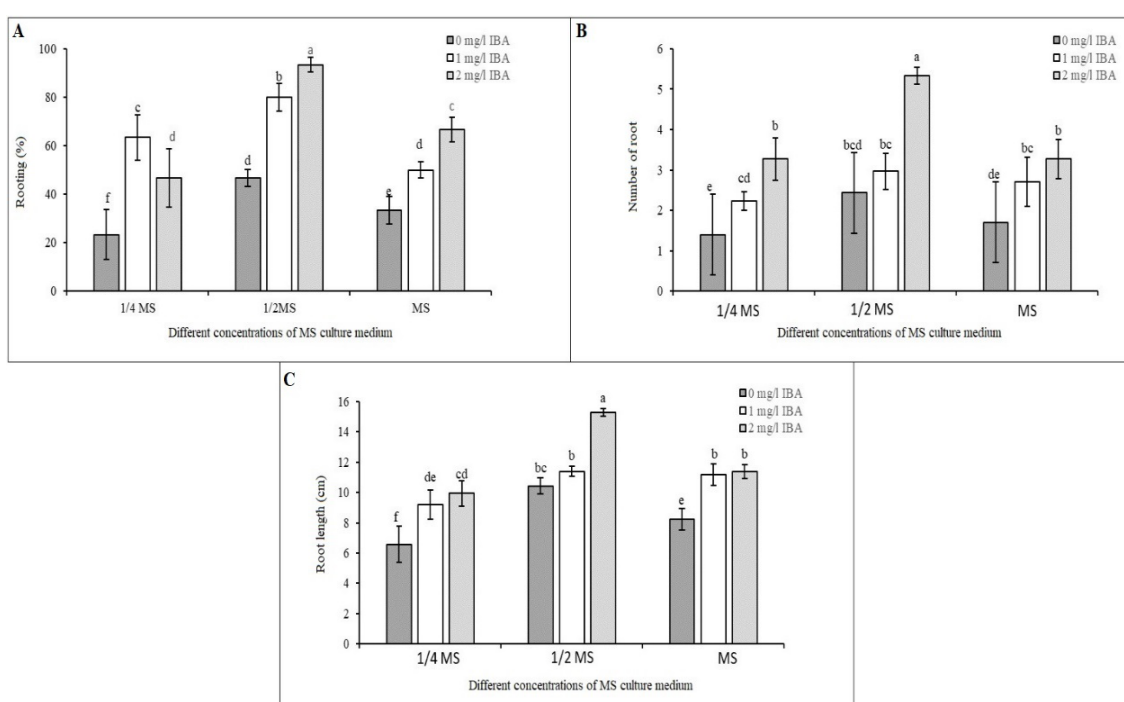 A
0 mg/l IBA
1 mg/l IBA
2 mg/l IBA
100
80
60
40
20
0
Rooting (%)
f
c
d
d
b
a
e
d
c
1/4 MS
1/2MS
MS
Different concentrations of MS culture medium
B
0 mg/l IBA
1 mg/l IBA
2 mg/l IBA
6
5
4
3
2
1
0
Number of root
e
cd
b
bcd
bc
a
de
bc
b
1/4 MS
1/2 MS
MS
Different concentrations of MS culture medium
C
0 mg/l IBA
1 mg/l IBA
2 mg/l IBA
16
14
12
10
8
6
4
2
0
Root length (cm)
f
de
cd
bc
b
a
e
b
b
1/4 MS
1/2 MS
MS
Different concentrations of MS culture medium